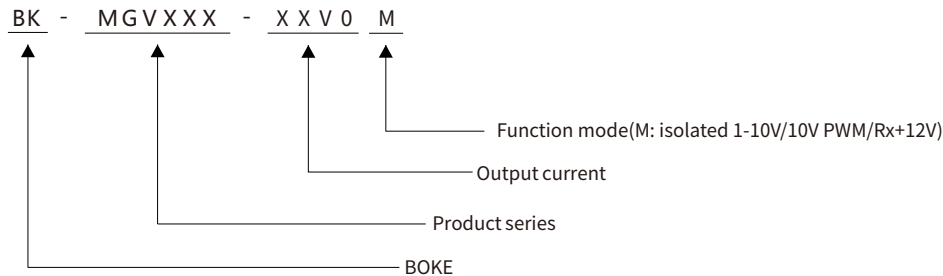 BK - MGVXXX - XXV0 M
Function mode(M: isolated 1-10V/10V PWM/Rx+12V)
Output current
Product series
BOKE